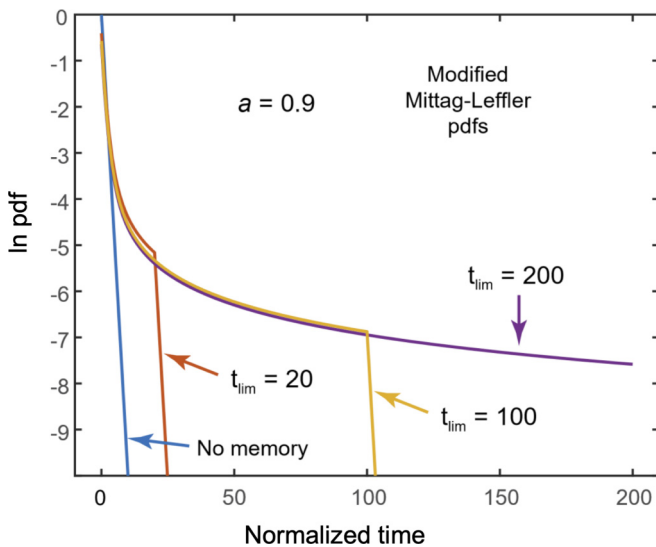 0
-1
-2
-3
-4
-5
-6
-7
-8
-9
ln pdf
a = 0.9
Modified
Mittag-Leffler
pdfs
t_lim = 200
t_lim = 20
t_lim = 100
No memory
0
50
100
150
200
Normalized time